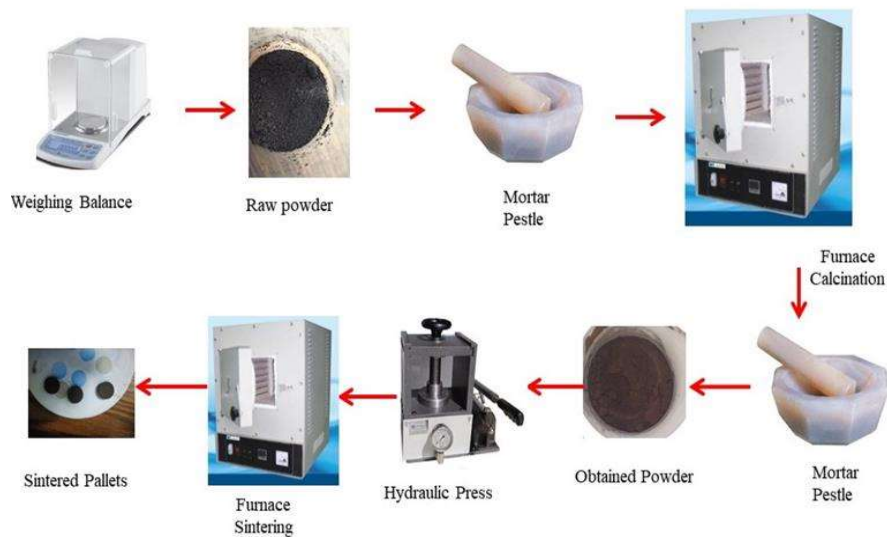 Weighing Balance
Raw powder
Mortar
Pestle
Furnace
Calcination
Sintered Pallets
Furnace
Sintering
Hydraulic Press
Obtained Powder
Mortar
Pestle